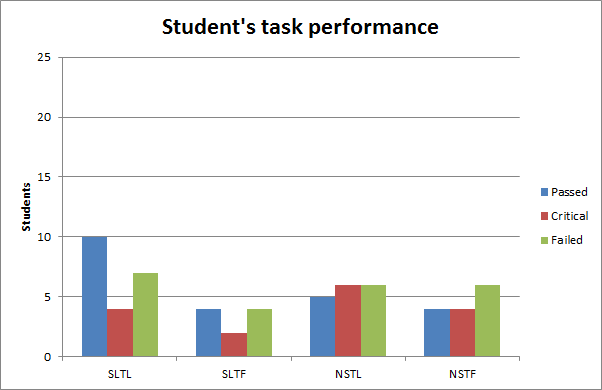 Student's task performance
25
20
15
10
5
0
Students
SLTL
SLTF
NSTL
NSTF
Passed
Critical
Failed